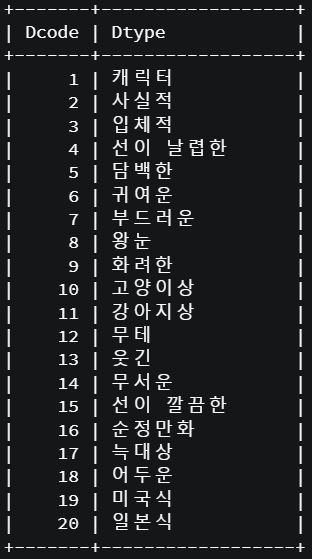 +-------+------------------+
| Dcode | Dtype            |
+-------+------------------+
|     1 | 캐릭터           |
|     2 | 사실적           |
|     3 | 입체적           |
|     4 | 선이 날렵한      |
|     5 | 담백한           |
|     6 | 귀여운           |
|     7 | 부드러운         |
|     8 | 왕눈             |
|     9 | 화려한           |
|    10 | 고양이상         |
|    11 | 강아지상         |
|    12 | 무테             |
|    13 | 웃긴             |
|    14 | 무서운           |
|    15 | 선이 깔끔한      |
|    16 | 순정만화         |
|    17 | 늑대상           |
|    18 | 어두운           |
|    19 | 미국식           |
|    20 | 일본식           |
+-------+------------------+